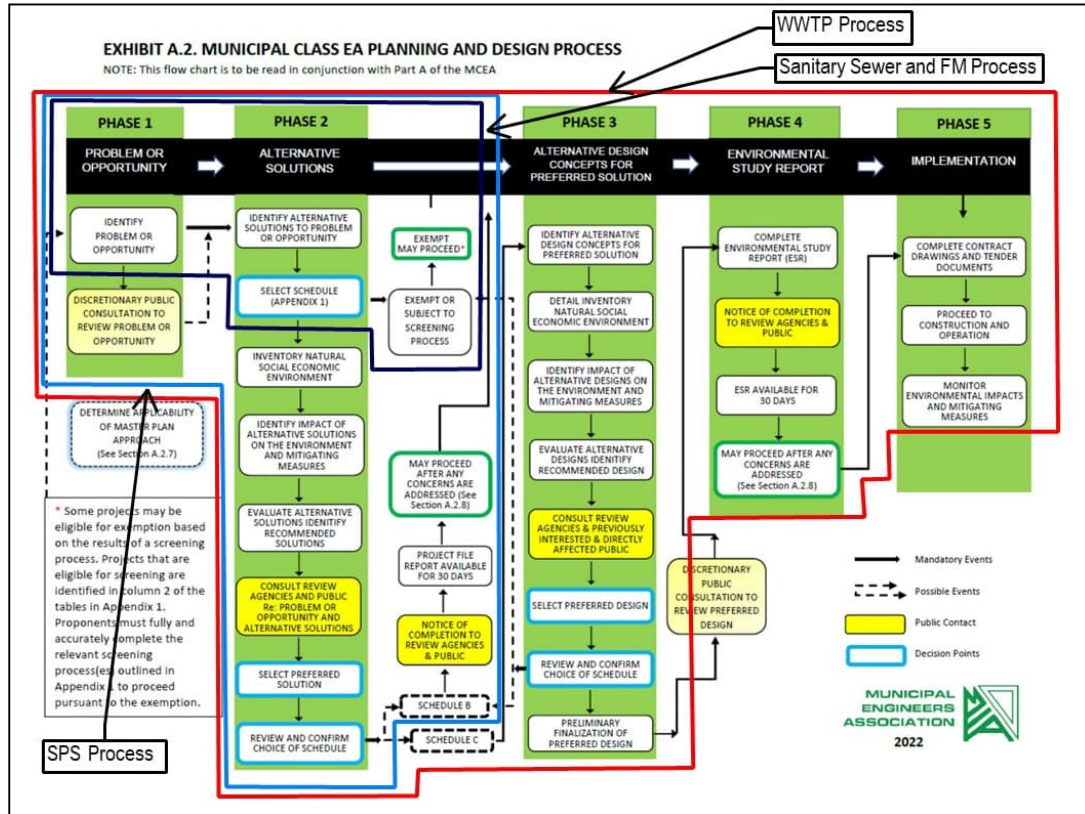 WWTP Process
EXHIBIT A.2. MUNICIPAL CLASS EA PLANNING AND DESIGN PROCESS
NOTE: This flow chart is to be read in conjunction with Part A of the MCEA
Sanitary Sewer and FM Process
PHASE 1
PROBLEM OR
OPPORTUNITY
IDENTIFY
PROBLEM OR
OPPORTUNITY
DISCRETIONARY PUBLIC
CONSULTATION TO
REVIEW PROBLEM OR
OPPORTUNITY
DETERMINE APPLICABILITY
OF MASTER PLAN
APPROACH
(See Section A.2.7)
* Some projects may be
eligible for exemption based
on the results of a screening
process. Projects that are
eligible for screening are
identified in column 2 of the
tables in Appendix 1.
Proponents must fully and
accurately complete the
relevant screening
process(es) outlined in
Appendix 1 to proceed
pursuant to the exemption.
SPS Process
PHASE 2
ALTERNATIVE
SOLUTIONS
IDENTIFY ALTERNATIVE
SOLUTIONS TO PROBLEM
OR OPPORTUNITY
SELECT SCHEDULE
(APPENDIX 1)
INVENTORY NATURAL
SOCIAL ECONOMIC
ENVIRONMENT
IDENTIFY IMPACT OF
ALTERNATIVE SOLUTIONS
ON THE ENVIRONMENT
AND MITIGATING
MEASURES
EVALUATE ALTERNATIVE
SOLUTIONS IDENITIFY
RECOMMENDED
SOLUTIONS
CONSULT REVIEW
AGENCIES AND PUBLIC
Re: PROBLEM OR
OPPORTUNITY AND
ALTERNATIVE SOLUTIONS
SELECT PREFERRED
SOLUTION
REVIEW AND CONFIRM
CHOICE OF SCHEDULE
EXEMPT
MAY PROCEED*
EXEMPT OR
SUBJECT TO
SCREENING
PROCESS
MAY PROCEED
AFTER ANY
CONCERNS ARE
ADDRESSED (See
Section A.2.8)
PROJECT FILE
REPORT AVAILABLE
FOR 30 DAYS
NOTICE OF
COMPLETION TO
REVIEW AGENCIES
& PUBLIC
SCHEDULE B
SCHEDULE C
PHASE 3
ALTERNATIVE DESIGN
CONCEPTS FOR
PREFERRED SOLUTION
IDENTIFY ALTERNATIVE
DESIGN CONCEPTS FOR
PREFERRED SOLUTION
DETAIL INVENTORY
NATURAL SOCIAL
ECONOMIC ENVIRONMENT
IDENTIFY IMPACT OF
ALTERNATIVE DESIGNS ON
THE ENVIRONMENT AND
MITIGATING MEASURES
EVALUATE ALTERNATIVE
DESIGNS IDENTIFY
RECOMMENDED DESIGN
CONSULT REVIEW
AGENCIES & PREVIOUSLY
INTERESTED & DIRECTLY
AFFECTED PUBLIC
SELECT PREFERRED DESIGN
REVIEW AND CONFIRM
CHOICE OF SCHEDULE
PRELIMINARY
FINALIZATION OF
PREFERRED DESIGN
PHASE 4
ENVIRONMENTAL
STUDY REPORT
COMPLETE
ENVIRONMENTAL STUDY
REPORT (ESR)
NOTICE OF COMPLETION
TO REVIEW AGENCIES &
PUBLIC
ESR AVAILABLE FOR
30 DAYS
MAY PROCEED AFTER ANY
CONCERNS ARE
ADDRESSED
(See Section A.2.8)
DISCRETIONARY
PUBLIC
CONSULTATION TO
REVIEW PREFERRED
DESIGN
PHASE 5
IMPLEMENTATION
COMPLETE CONTRACT
DRAWINGS AND TENDER
DOCUMENTS
PROCEED TO
CONSTRUCTION AND
OPERATION
MONITOR
ENVIRONMENTAL IMPACTS
AND MITIGATING
MEASURES
Mandatory Events
Possible Events
Public Contact
Decision Points
MUNICIPAL
ENGINEERS
ASSOCIATION
2022